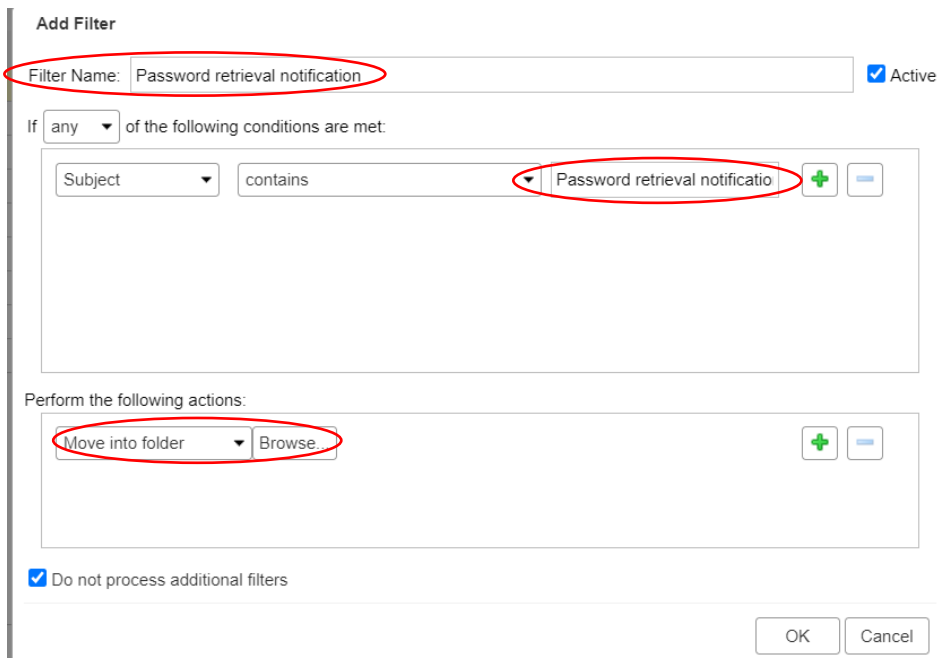 Add Filter
Filter Name: Password retrieval notification Active
If any of the following conditions are met:
Subject contains Password retrieval notificatio
Perform the following actions:
Move into folder Browse...
Do not process additional filters
OK Cancel